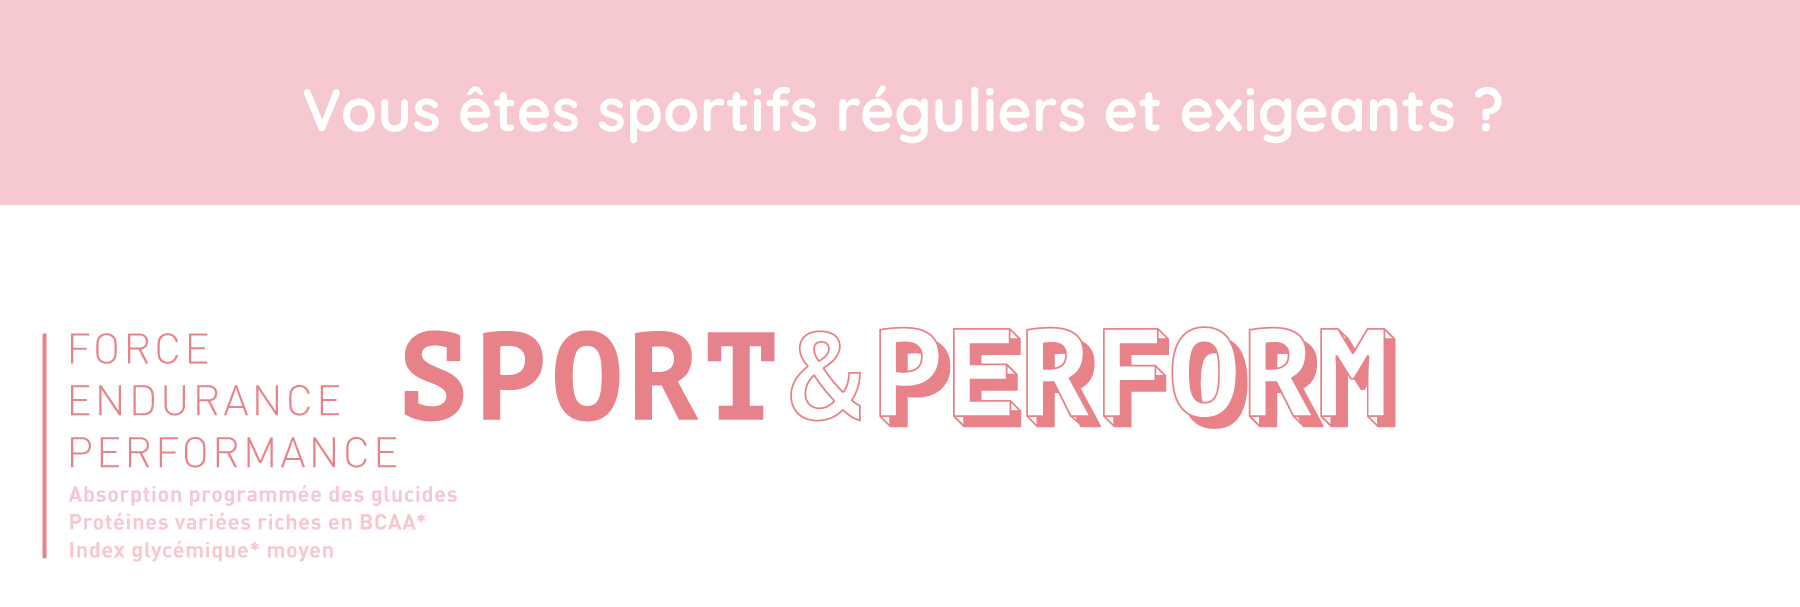 Vous êtes sportifs réguliers et exigeants ?
SPORT&PERFORM
FORCE
ENDURANCE
PERFORMANCE
Absorption programmée des glucides
Protéines variées riches en BCAA*
Index glycémique* moyen